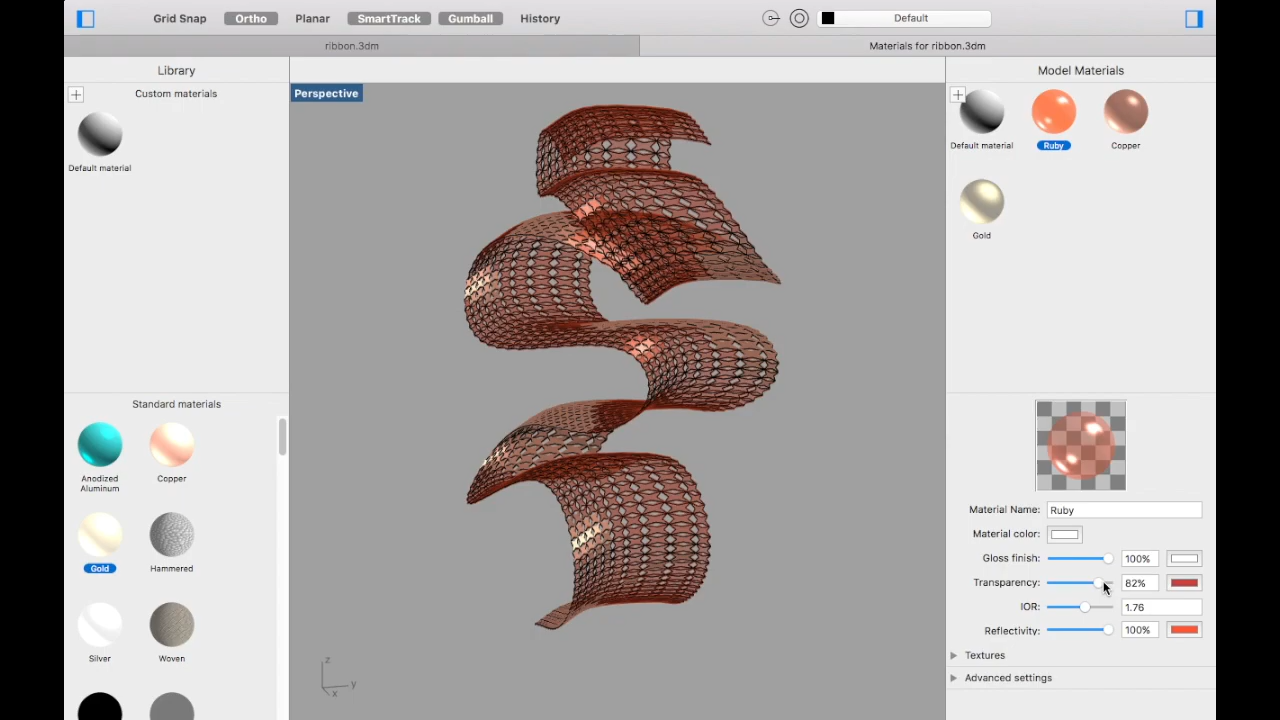 Grid Snap Ortho Planar SmartTrack Gumball History Default
ribbon.3dm Materials for ribbon.3dm
Library
Custom materials
Default material
Perspective
z
y
x
Standard materials
Anodized
Aluminum
Copper
Gold
Hammered
Silver
Woven
Model Materials
Default material
Ruby
Copper
Gold
Material Name: Ruby
Material color:
Gloss finish: 100%
Transparency: 82%
IOR: 1.76
Reflectivity: 100%
Textures
Advanced settings